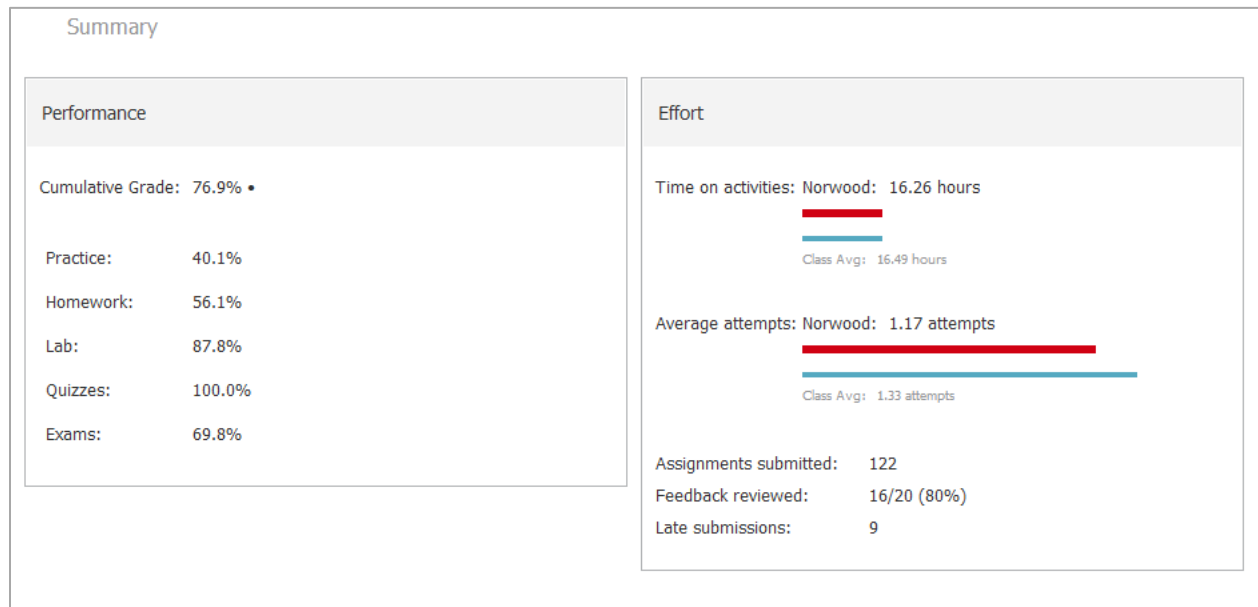 Summary
Performance
Cumulative Grade: 76.9% •
Practice: 40.1%
Homework: 56.1%
Lab: 87.8%
Quizzes: 100.0%
Exams: 69.8%
Effort
Time on activities: Norwood: 16.26 hours
Class Avg: 16.49 hours
Average attempts: Norwood: 1.17 attempts
Class Avg: 1.33 attempts
Assignments submitted: 122
Feedback reviewed: 16/20 (80%)
Late submissions: 9